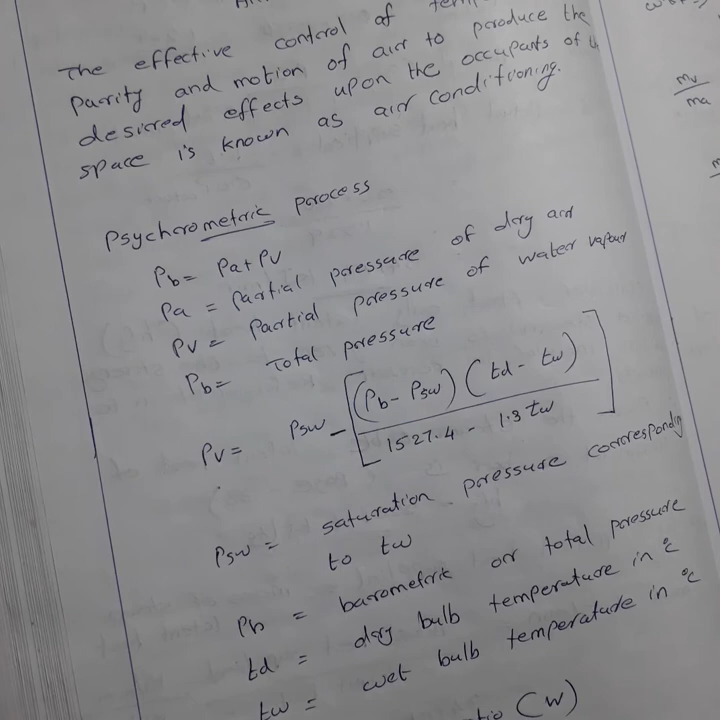 The effective control of
purity and motion of air to produce the
desired effects upon the occupants of
space is known as air conditioning.
Psychrometric process
Pb = Pa + Pv
Pa = Partial pressure of dry air
Pv = Partial pressure of water vapour
Pb = Total pressure
Pv = Psw - [(Pb - Psw) (td - tw) / 1527.4 - 1.3 tw]
Psw = saturation pressure corresponding
to tw
Pb = barometric or total pressure
td = dry bulb temperature in °C
tw = wet bulb temperature in °C
(W)
mv
ma